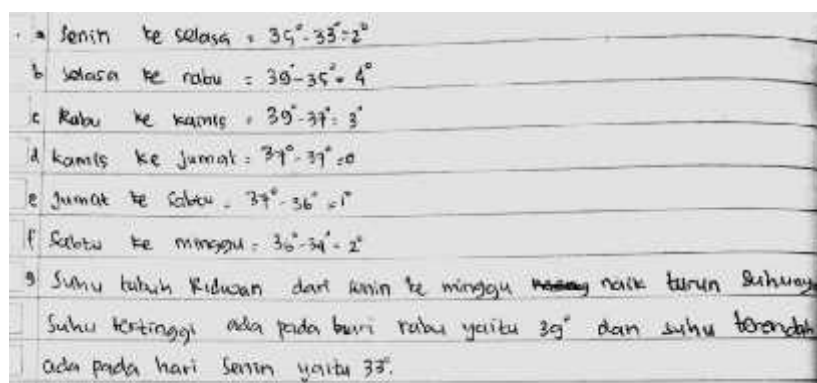 a Senin ke selasa = 35°-33°=2°
b selasa ke rabu = 39°-35°= 4°
c Rabu ke kamis = 39°-37°= 3°
d kamis ke Jumat = 37°-37°=0
e Jumat ke Sabtu = 37°-36°=1°
f Sabtu ke minggu = 36°-34°= 2°
g Suhu tubuh Ridwan dari senin ke minggu naik turun Suhuny
Suhu tertinggi ada pada hari rabu yaitu 39° dan suhu terendah
ada pada hari Senin yaitu 33°.